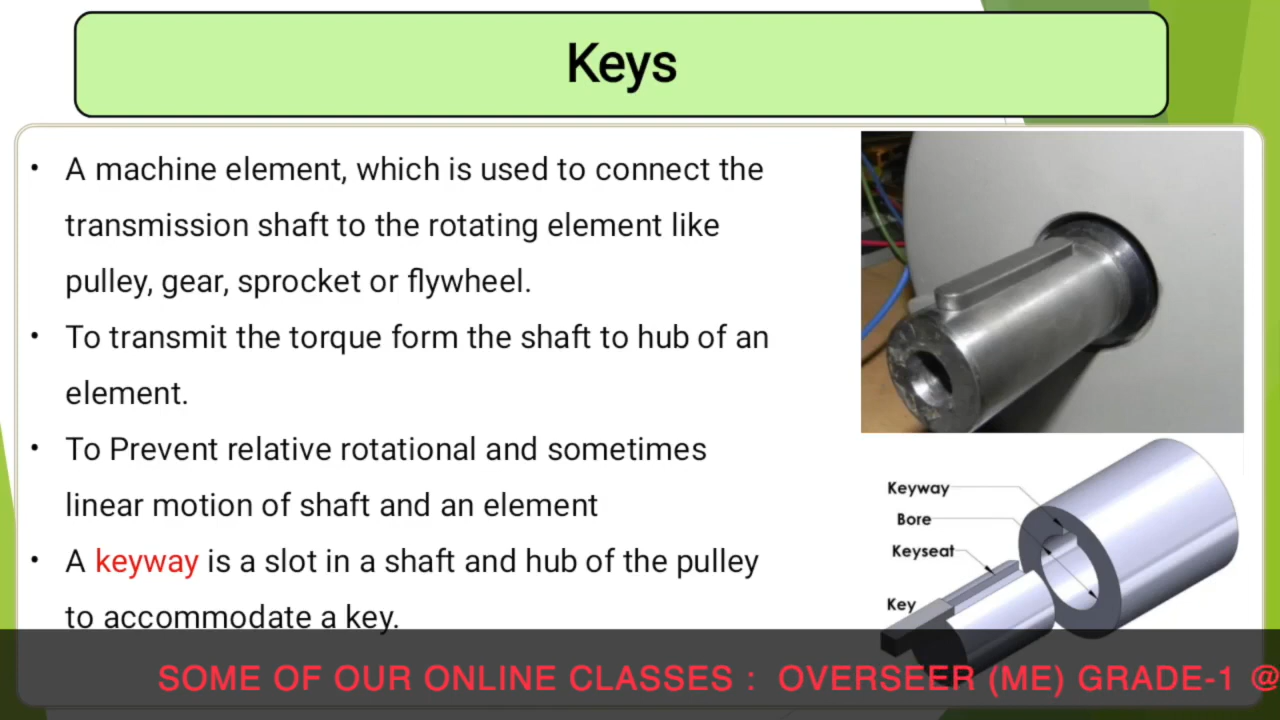 Keys
• A machine element, which is used to connect the
transmission shaft to the rotating element like
pulley, gear, sprocket or flywheel.
• To transmit the torque form the shaft to hub of an
element.
• To Prevent relative rotational and sometimes
linear motion of shaft and an element
• A keyway is a slot in a shaft and hub of the pulley
to accommodate a key.
Keyway
Bore
Keyseat
Key
SOME OF OUR ONLINE CLASSES : OVERSEER (ME) GRADE-1 @